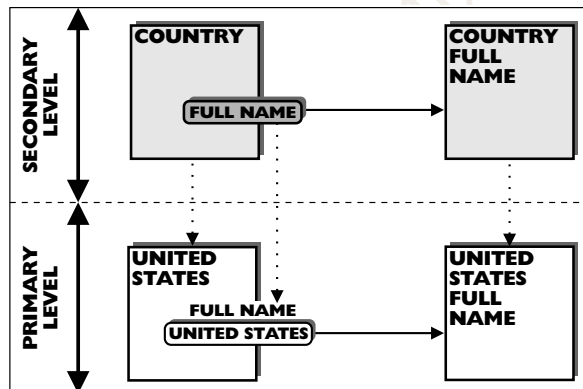 SECONDARY
LEVEL
COUNTRY
FULL NAME
COUNTRY
FULL
NAME
PRIMARY
LEVEL
UNITED
STATES
FULL NAME
UNITED STATES
UNITED
STATES
FULL
NAME